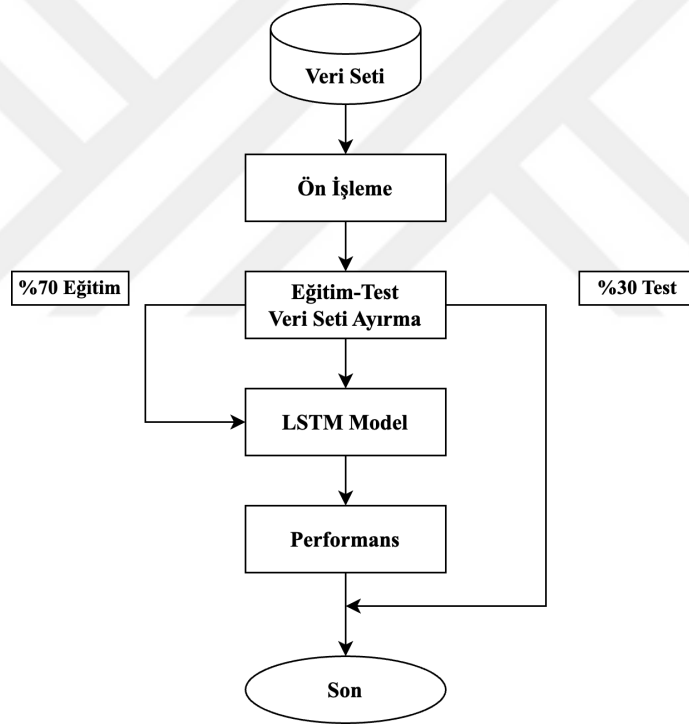 Veri Seti
Ön İşleme
%70 Eğitim
Eğitim-Test
Veri Seti Ayırma
%30 Test
LSTM Model
Performans
Son